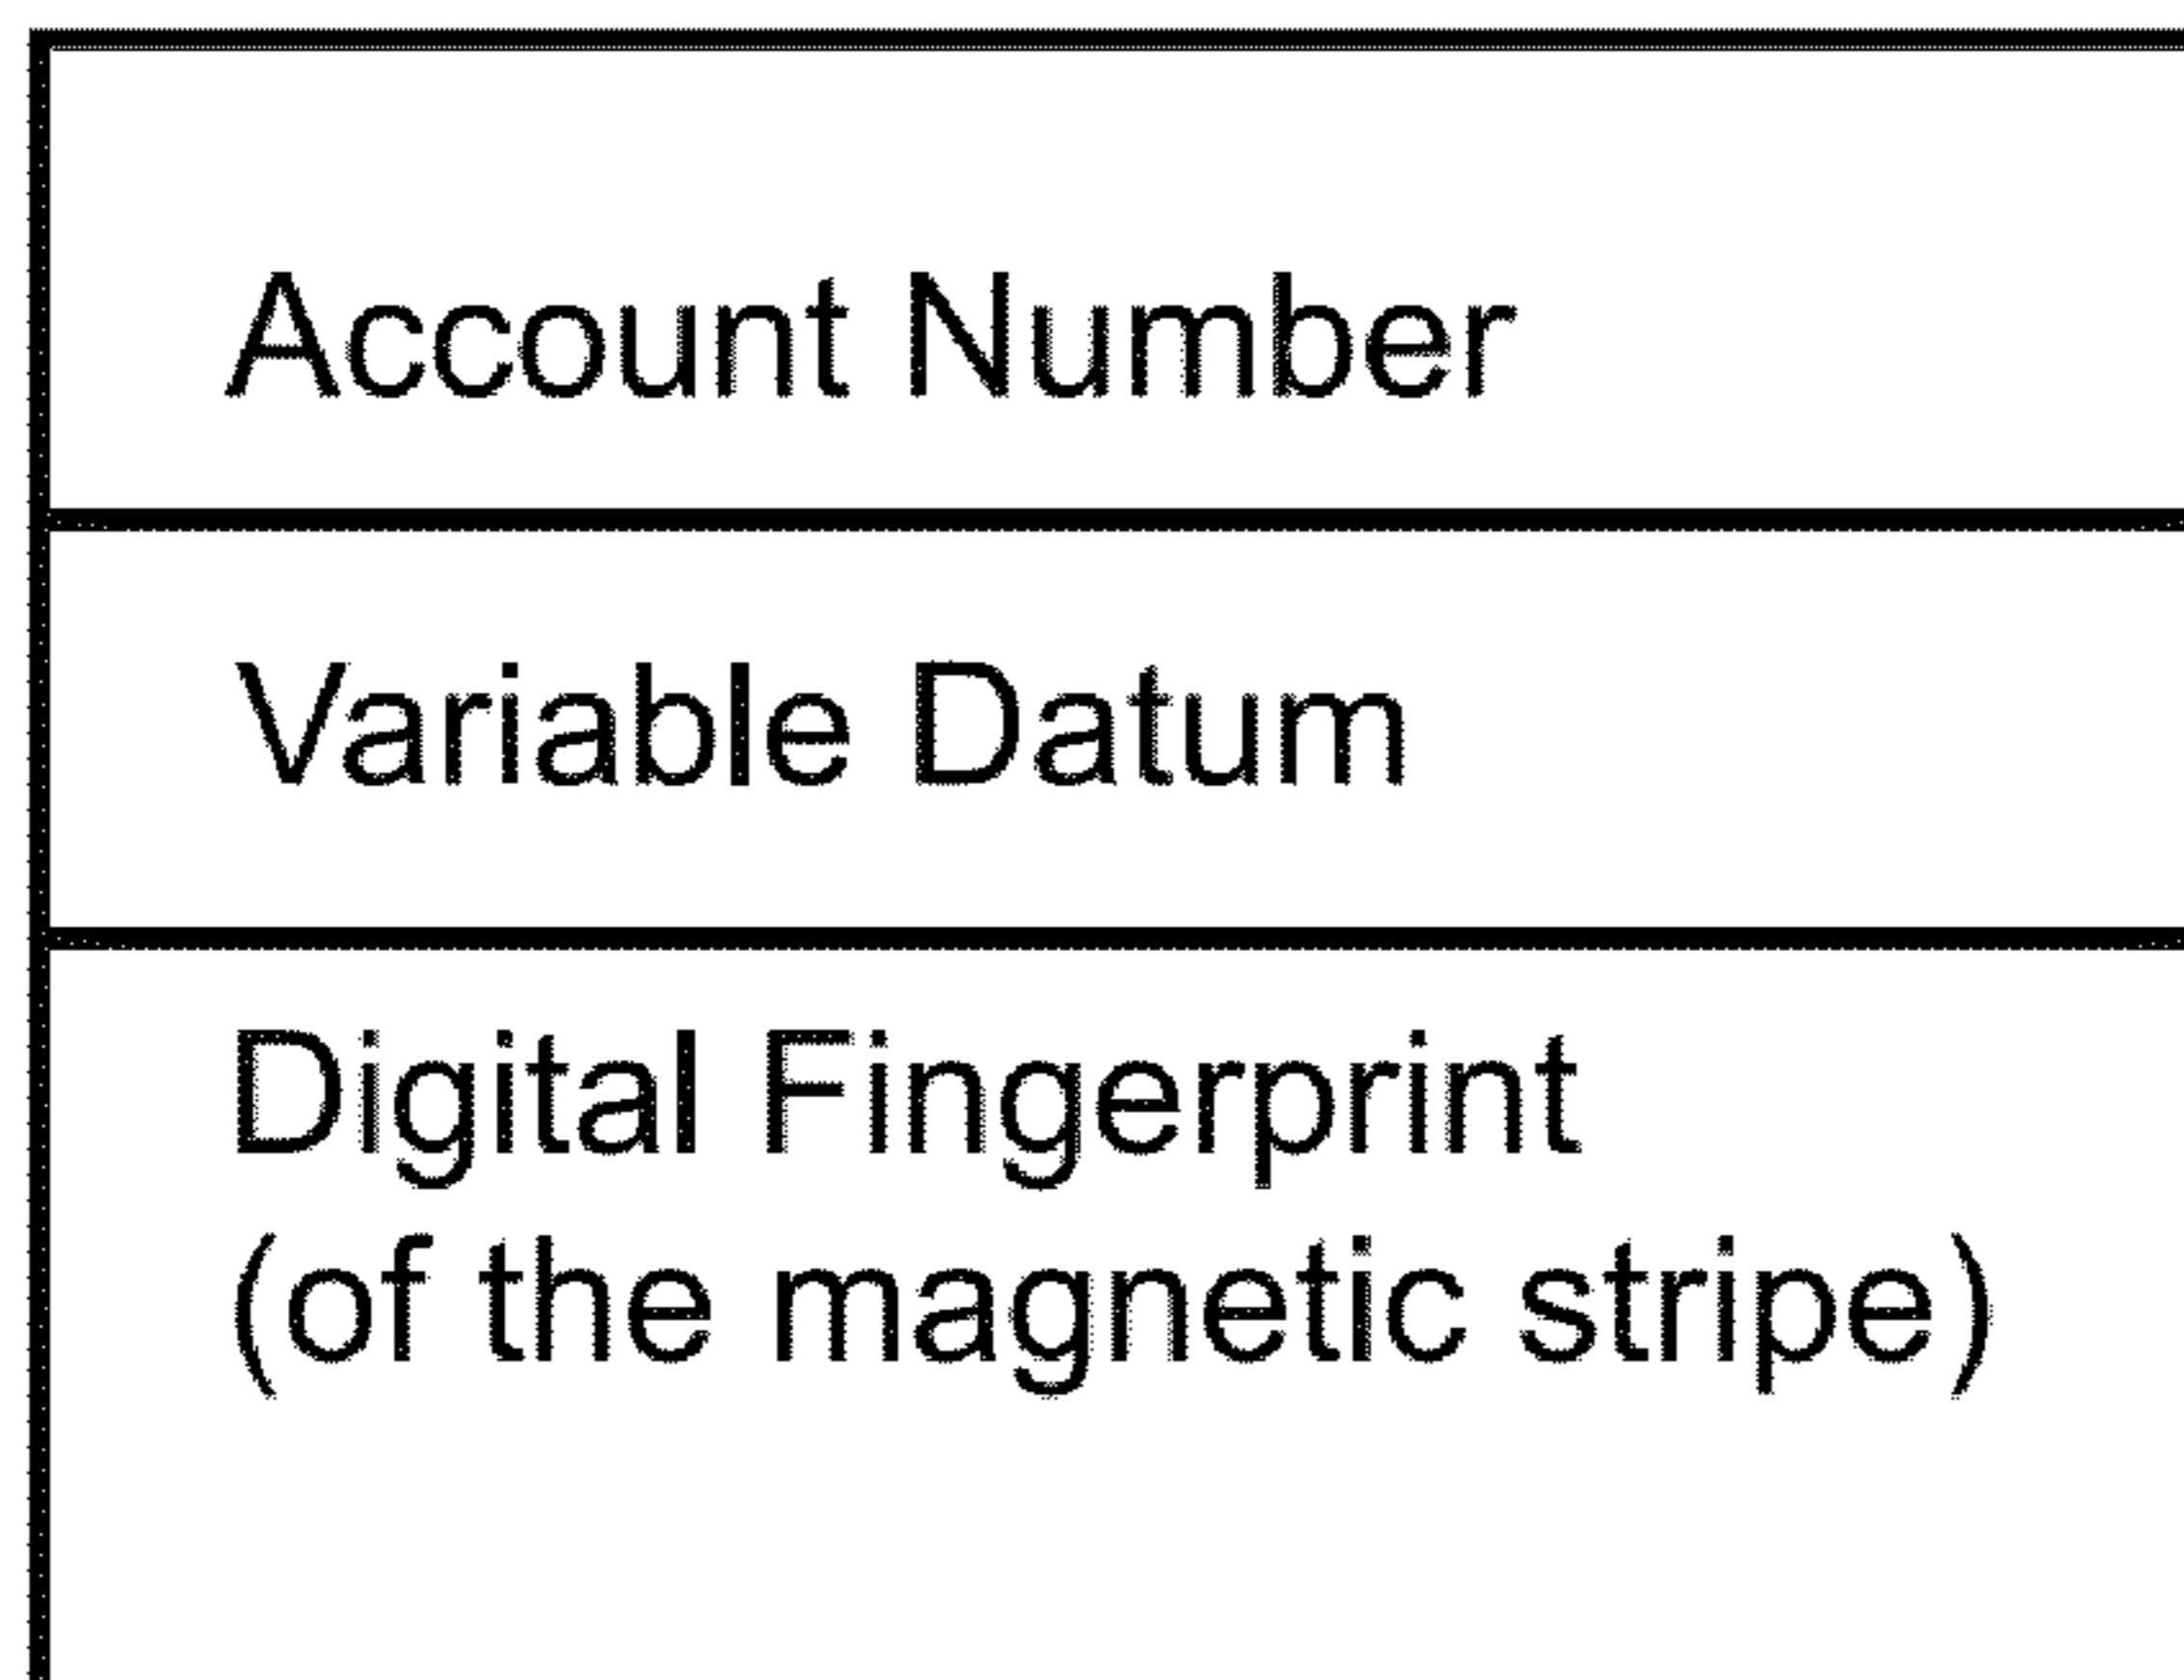 Account Number
Variable Datum
Digital Fingerprint
(of the magnetic stripe)